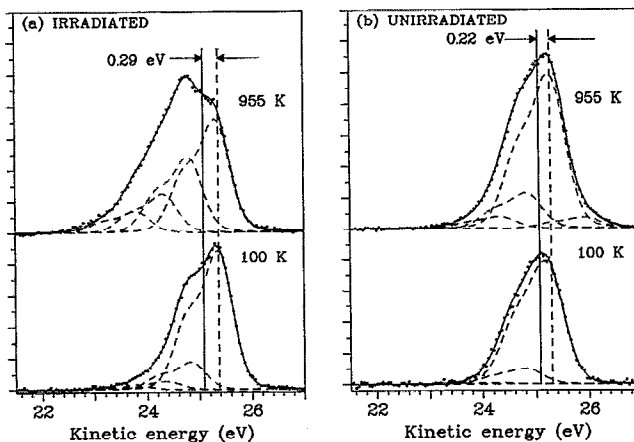 (a) IRRADIATED
0.29 eV
955 K
100 K
22 24 26
Kinetic energy (eV)
(b) UNIRRADIATED
0.22 eV
955 K
100 K
22 24 26
Kinetic energy (eV)